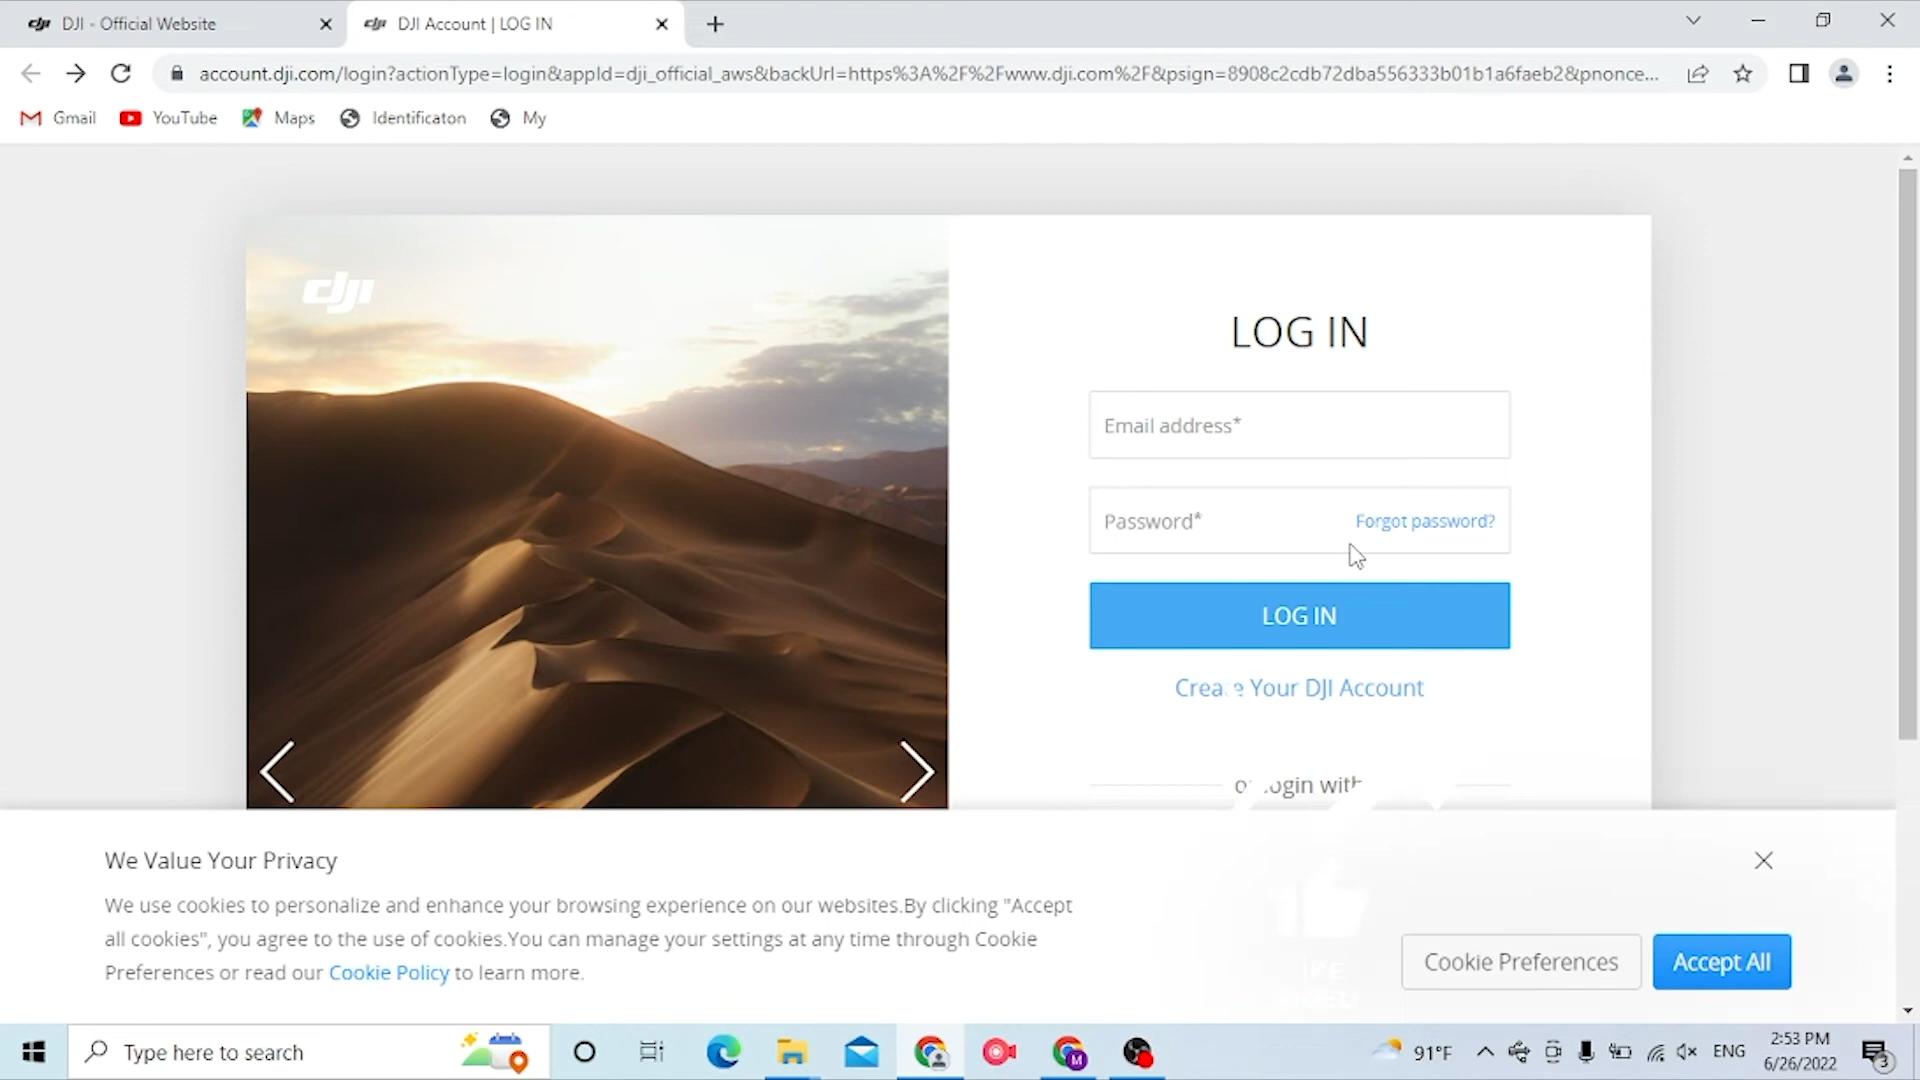 DJI - Official Website
DJI Account | LOG IN
account.dji.com/login?actionType=login&appId=dji_official_aws&backUrl=https%3A%2F%2Fwww.dji.com%2F&psign=8908c2cdb72dba556333b01b1a6faeb2&pnonce...
Gmail
YouTube
Maps
Identificaton
My
dji
LOG IN
Email address*
Password*
Forgot password?
LOG IN
Create Your DJI Account
or login with
We Value Your Privacy
We use cookies to personalize and enhance your browsing experience on our websites.By clicking "Accept
all cookies", you agree to the use of cookies.You can manage your settings at any time through Cookie
Preferences or read our Cookie Policy to learn more.
Cookie Preferences
Accept All
Type here to search
M
91°F
ENG
2:53 PM
6/26/2022
3